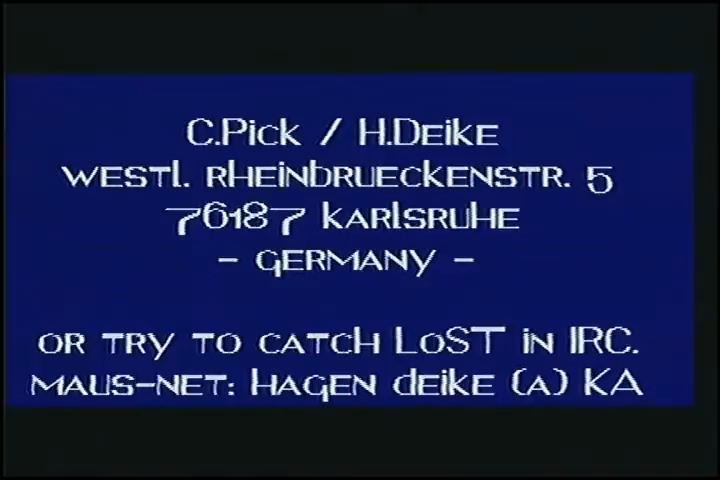 C.Pick / H.Deike
westl. rheinbrueckenstr. 5
76187 karlsruhe
- germany -
or try to catch LoST in IRC.
maus-net: hagen deike (a) KA